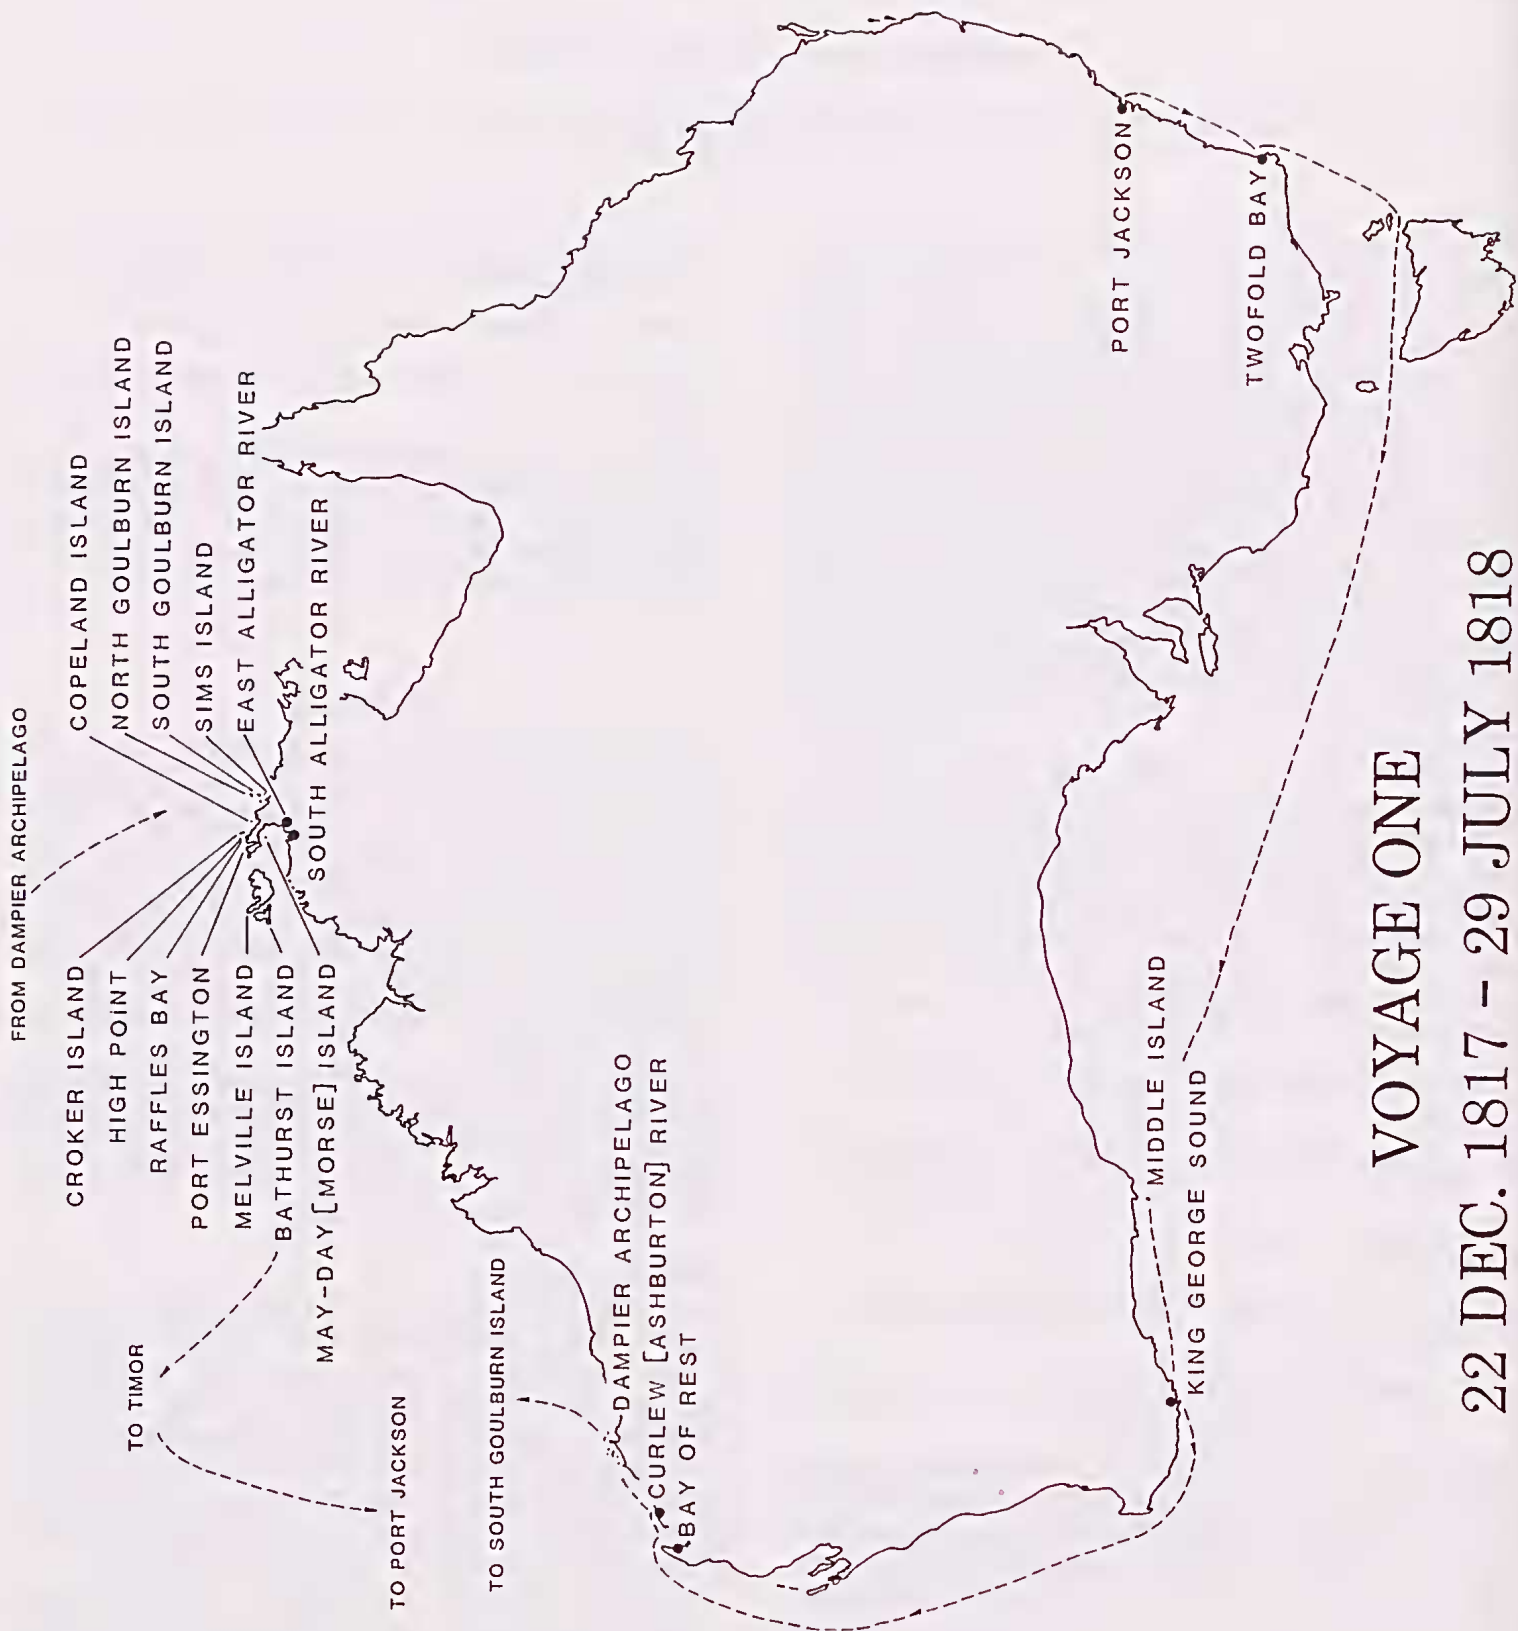 FROM DAMPIER ARCHIPELAGO
COPELAND ISLAND
NORTH GOULBURN ISLAND
SOUTH GOULBURN ISLAND
SIMS ISLAND
EAST ALLIGATOR RIVER
SOUTH ALLIGATOR RIVER
CROKER ISLAND
HIGH POINT
RAFFLES BAY
PORT ESSINGTON
MELVILLE ISLAND
BATHURST ISLAND
MAY-DAY [MORSE] ISLAND
TO TIMOR
TO PORT JACKSON
TO SOUTH GOULBURN ISLAND
DAMPIER ARCHIPELAGO
CURLEW [ASHBURTON] RIVER
BAY OF REST
PORT JACKSON
TWOFOLD BAY
MIDDLE ISLAND
KING GEORGE SOUND
VOYAGE ONE
22 DEC. 1817 - 29 JULY 1818